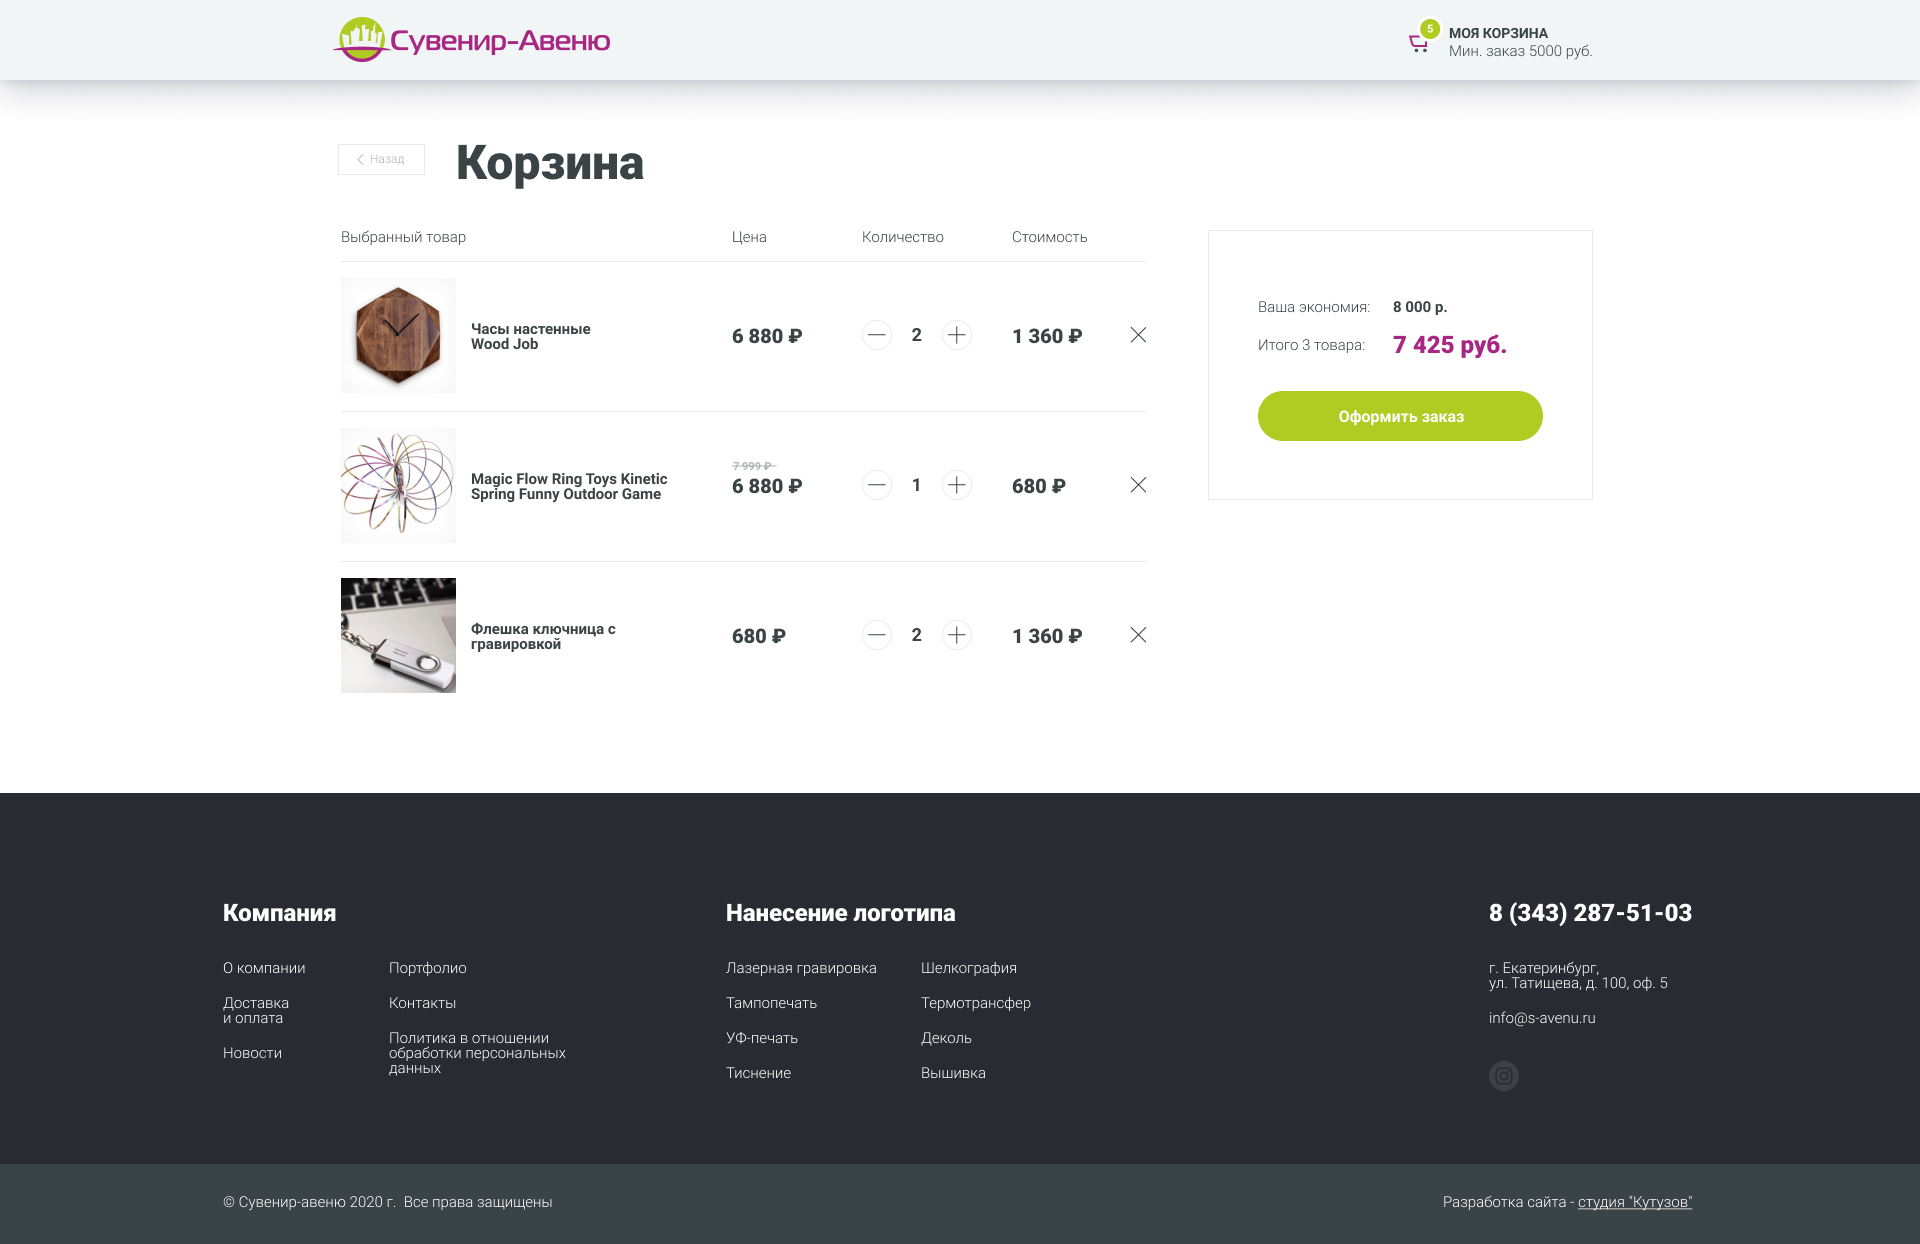 Сувенир-Авеню
5
МОЯ КОРЗИНА
Мин. заказ 5000 руб.
Назад
Корзина
Выбранный товар
Цена
Количество
Стоимость
Часы настенные
Wood Job
6 880 ₽
2
1 360 ₽
Magic Flow Ring Toys Kinetic
Spring Funny Outdoor Game
7 999 ₽
6 880 ₽
1
680 ₽
Флешка ключница с
гравировкой
680 ₽
2
1 360 ₽
Ваша экономия:
8 000 р.
Итого 3 товара:
7 425 руб.
Оформить заказ
Компания
О компании
Доставка
и оплата
Новости
Портфолио
Контакты
Политика в отношении
обработки персональных
данных
Нанесение логотипа
Лазерная гравировка
Тампопечать
УФ-печать
Тиснение
Шелкография
Термотрансфер
Деколь
Вышивка
8 (343) 287-51-03
г. Екатеринбург,
ул. Татищева, д. 100, оф. 5
info@s-avenu.ru
© Сувенир-авеню 2020 г. Все права защищены
Разработка сайта - студия "Кутузов"